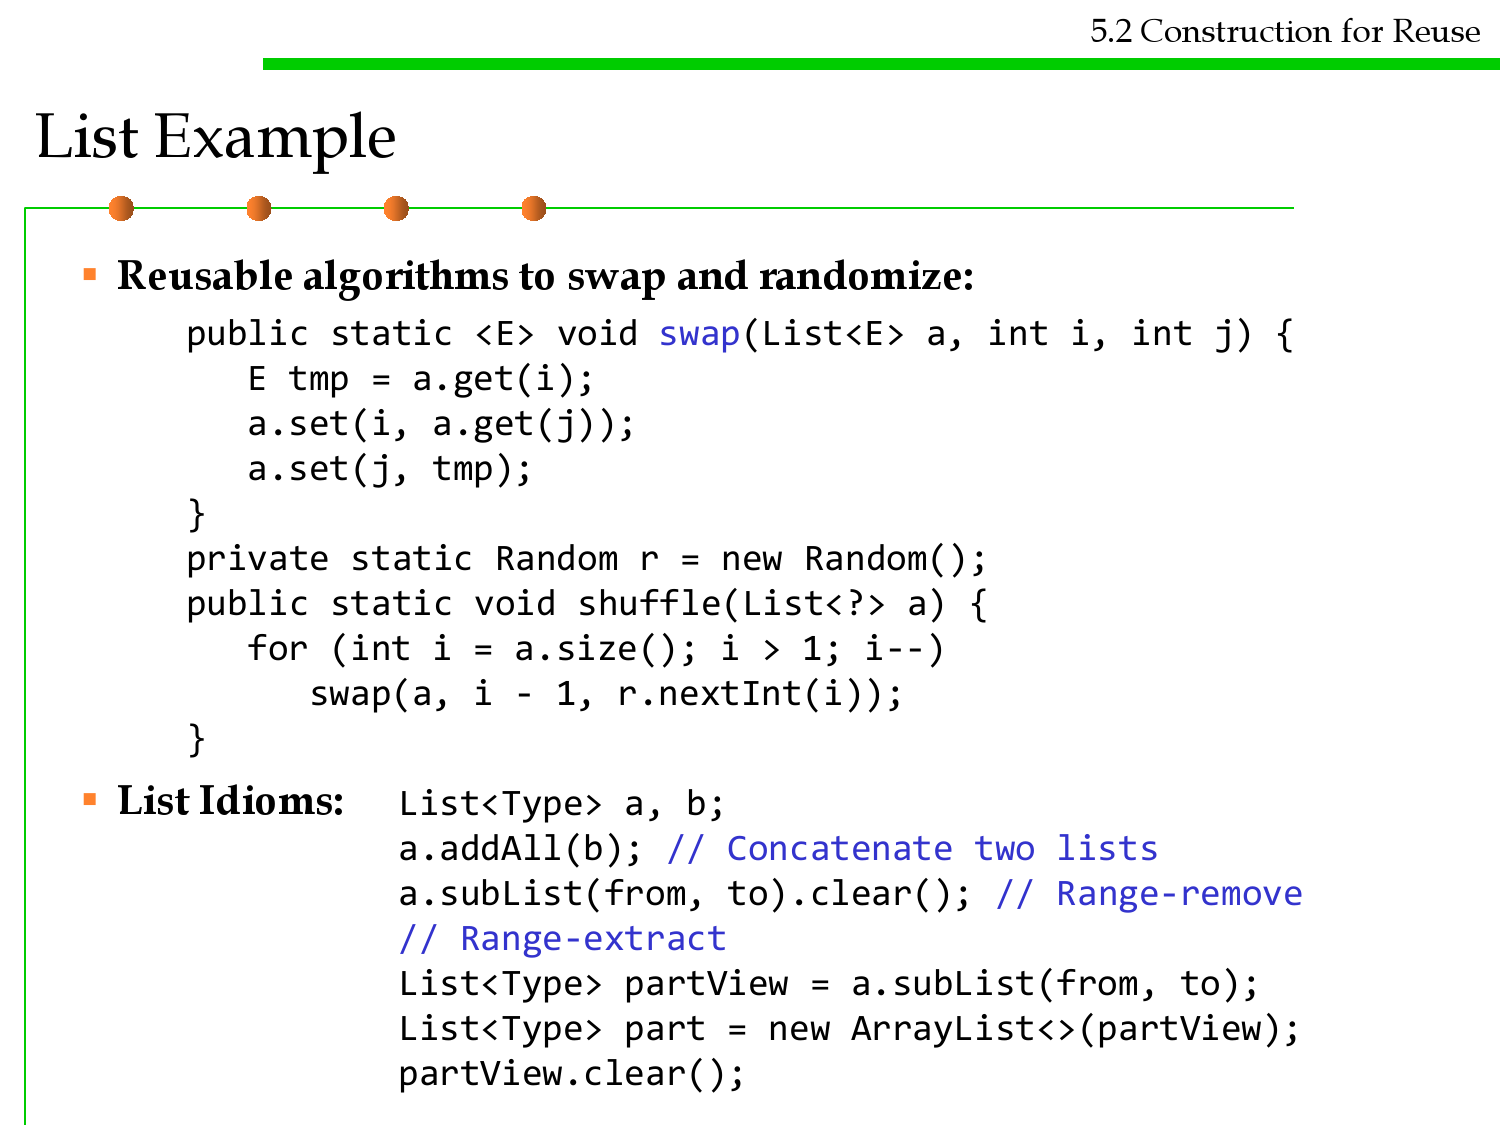 5.2 Construction for Reuse
List Example
Reusable algorithms to swap and randomize:
public static <E> void swap(List<E> a, int i, int j) {
   E tmp = a.get(i);
   a.set(i, a.get(j));
   a.set(j, tmp);
}
private static Random r = new Random();
public static void shuffle(List<?> a) {
   for (int i = a.size(); i > 1; i--)
      swap(a, i - 1, r.nextInt(i));
}
List Idioms: List<Type> a, b;
a.addAll(b); // Concatenate two lists
a.subList(from, to).clear(); // Range-remove
// Range-extract
List<Type> partView = a.subList(from, to);
List<Type> part = new ArrayList<>(partView);
partView.clear();